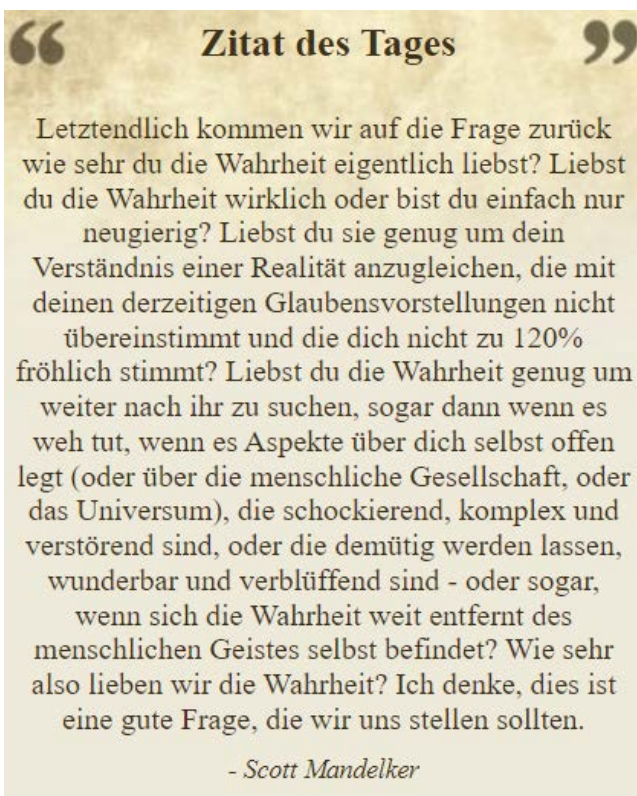 “ Zitat des Tages ”
Letztendlich kommen wir auf die Frage zurück
wie sehr du die Wahrheit eigentlich liebst? Liebst
du die Wahrheit wirklich oder bist du einfach nur
neugierig? Liebst du sie genug um dein
Verständnis einer Realität anzugleichen, die mit
deinen derzeitigen Glaubensvorstellungen nicht
übereinstimmt und die dich nicht zu 120%
fröhlich stimmt? Liebst du die Wahrheit genug um
weiter nach ihr zu suchen, sogar dann wenn es
weh tut, wenn es Aspekte über dich selbst offen
legt (oder über die menschliche Gesellschaft, oder
das Universum), die schockierend, komplex und
verstörend sind, oder die demütig werden lassen,
wunderbar und verblüffend sind - oder sogar,
wenn sich die Wahrheit weit entfernt des
menschlichen Geistes selbst befindet? Wie sehr
also lieben wir die Wahrheit? Ich denke, dies ist
eine gute Frage, die wir uns stellen sollten.
- Scott Mandelker